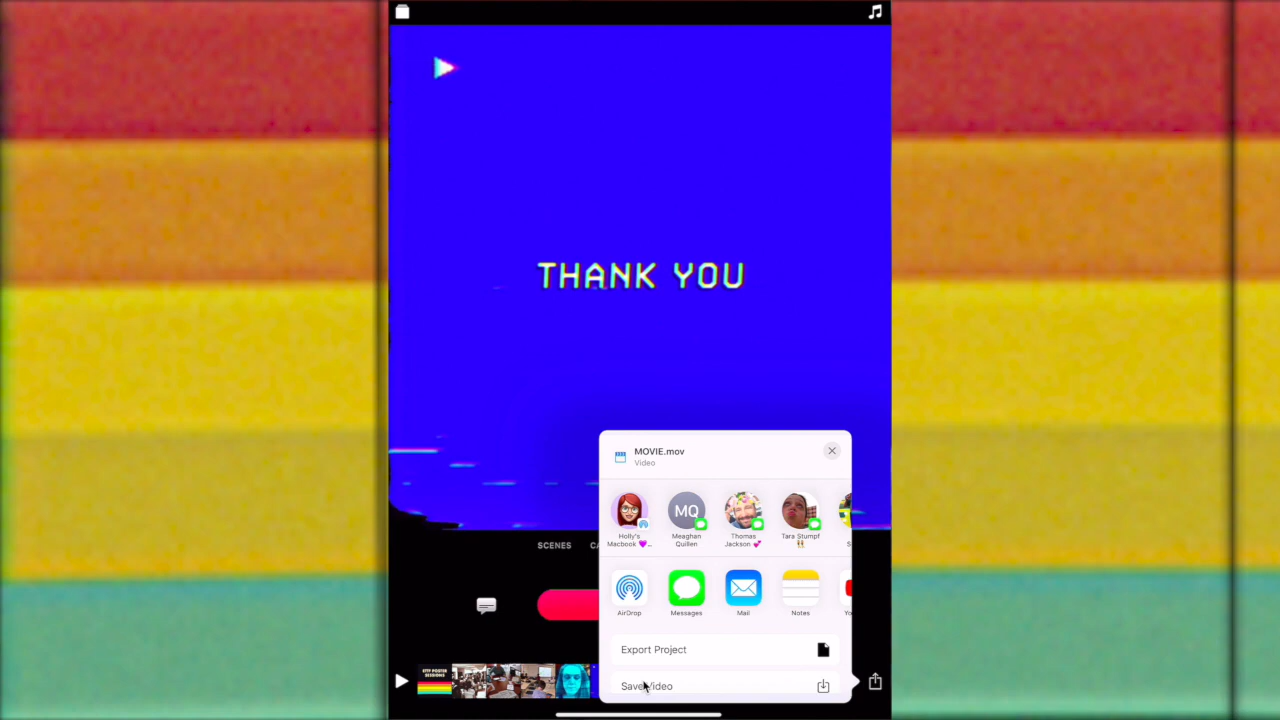 THANK YOU
MOVIE.mov
Video
MQ
Holly's
Macbook 💜...
Meaghan
Quillen
Thomas
Jackson 💕
Tara Stumpf
👯
SCENES
AirDrop
Messages
Mail
Notes
Export Project
Save Video